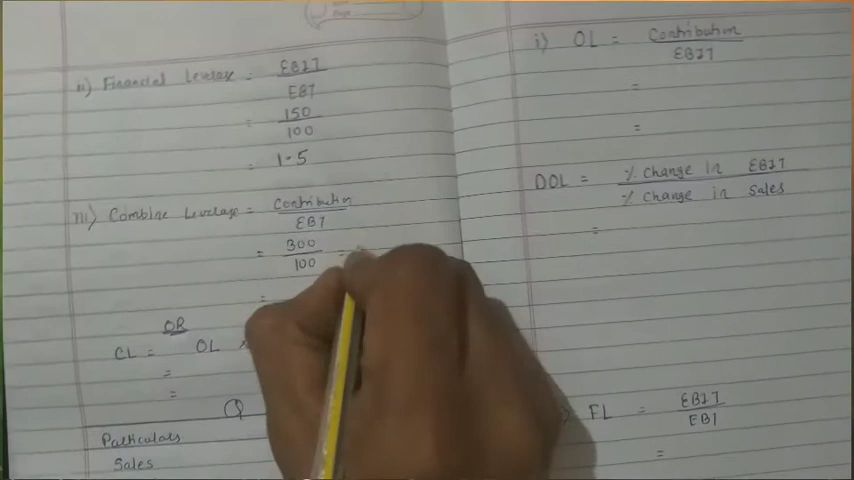 ii) Financial Leverage = EBIT
EBT
= 150
100
= 1.5
iii) Combine Leverage = Contribution
EBT
= 300
100 =
=
OR
CL = OL ×
=
=
Q
Particulars
Sales
i) OL = Contribution
EBIT
=
=
DOL = % Change in EBIT
% Change in Sales
=
) FL = EBIT
EBT
=